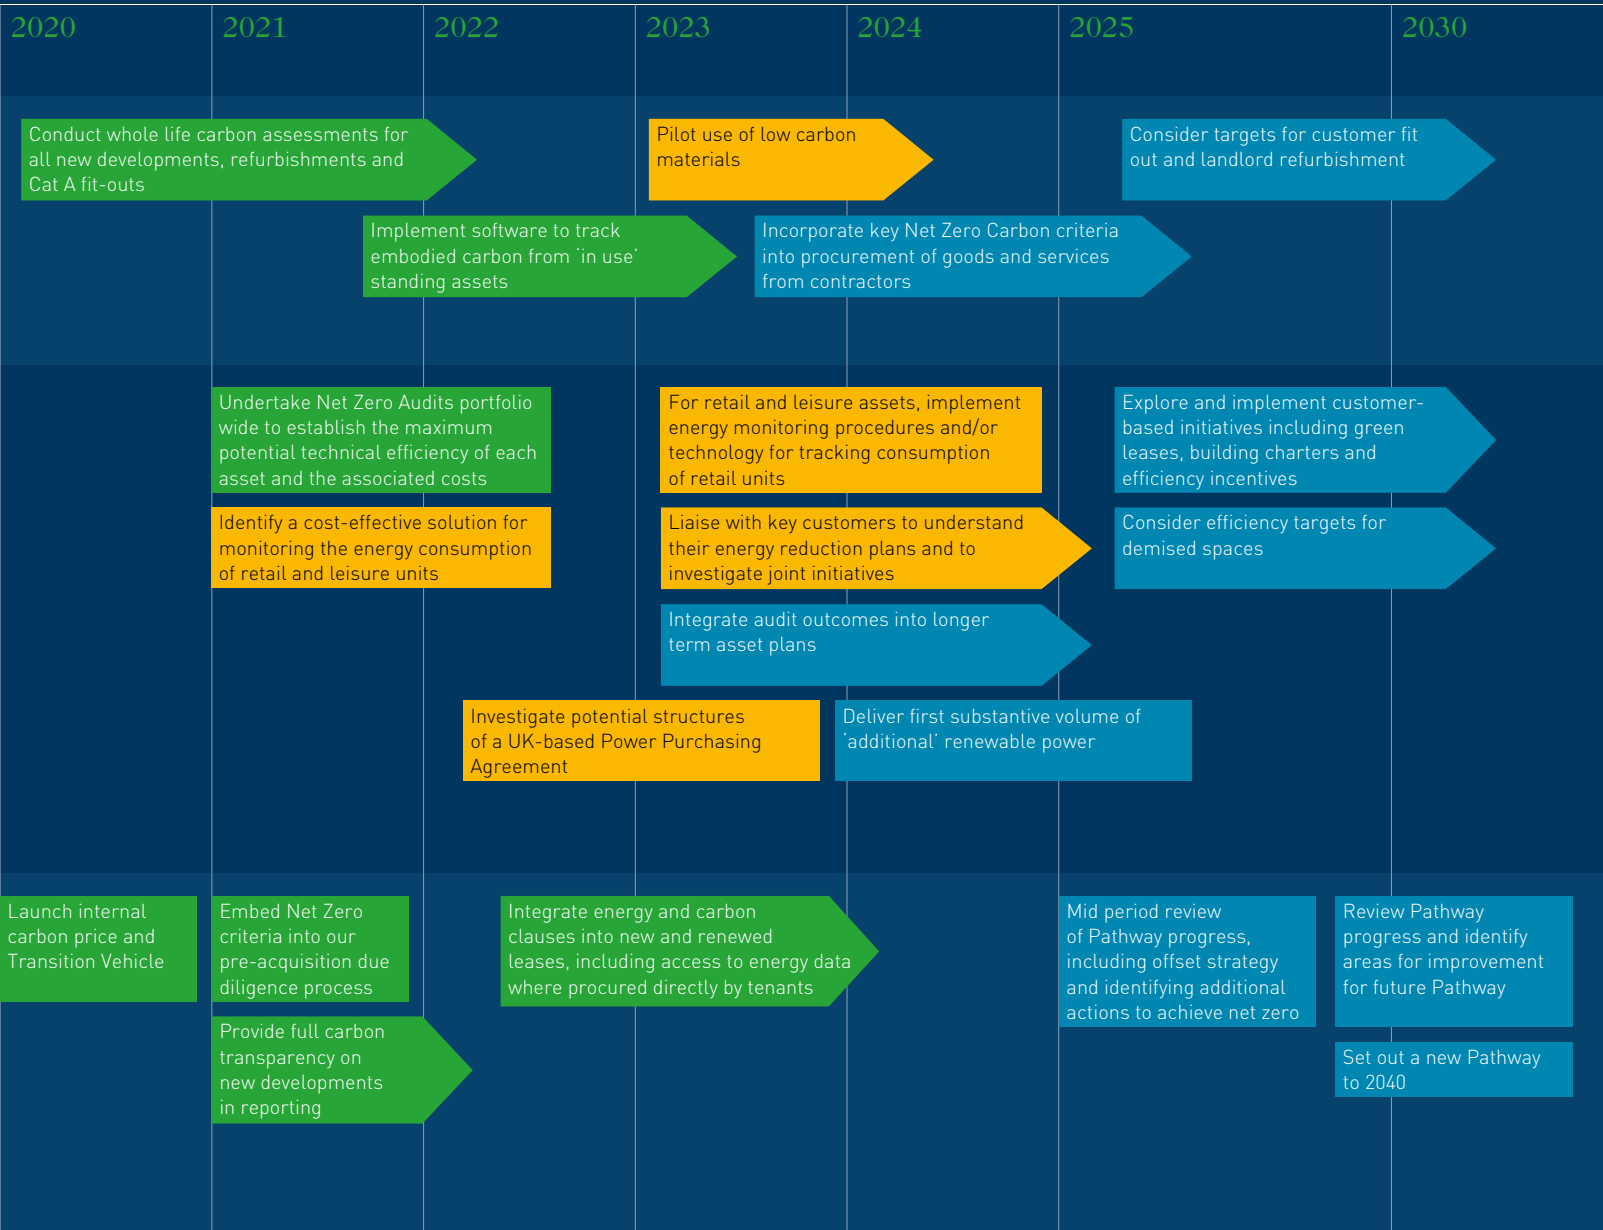 2020
2021
2022
2023
2024
2025
2030
Conduct whole life carbon assessments for
all new developments, refurbishments and
Cat A fit-outs
Pilot use of low carbon
materials
Consider targets for customer fit
out and landlord refurbishment
Implement software to track
embodied carbon from ‘in use’
standing assets
Incorporate key Net Zero Carbon criteria
into procurement of goods and services
from contractors
Undertake Net Zero Audits portfolio
wide to establish the maximum
potential technical efficiency of each
asset and the associated costs
For retail and leisure assets, implement
energy monitoring procedures and/or
technology for tracking consumption
of retail units
Explore and implement customer-
based initiatives including green
leases, building charters and
efficiency incentives
Identify a cost-effective solution for
monitoring the energy consumption
of retail and leisure units
Liaise with key customers to understand
their energy reduction plans and to
investigate joint initiatives
Consider efficiency targets for
demised spaces
Integrate audit outcomes into longer
term asset plans
Investigate potential structures
of a UK-based Power Purchasing
Agreement
Deliver first substantive volume of
‘additional’ renewable power
Launch internal
carbon price and
Transition Vehicle
Embed Net Zero
criteria into our
pre-acquisition due
diligence process
Integrate energy and carbon
clauses into new and renewed
leases, including access to energy data
where procured directly by tenants
Mid period review
of Pathway progress,
including offset strategy
and identifying additional
actions to achieve net zero
Review Pathway
progress and identify
areas for improvement
for future Pathway
Provide full carbon
transparency on
new developments
in reporting
Set out a new Pathway
to 2040